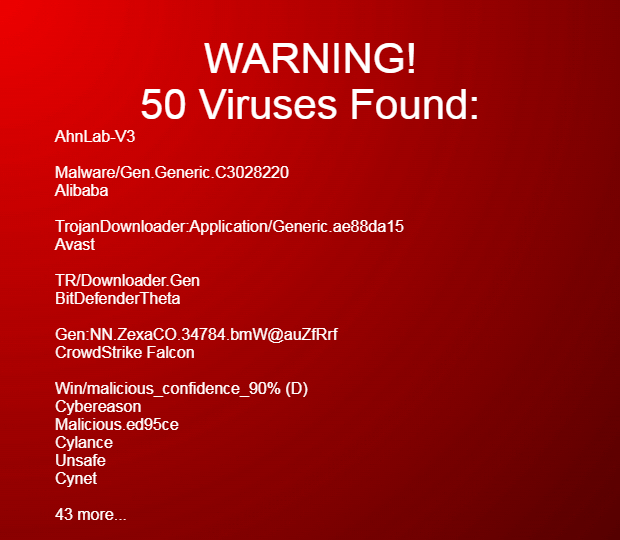 WARNING!
50 Viruses Found:
AhnLab-V3
Malware/Gen.Generic.C3028220
Alibaba
TrojanDownloader:Application/Generic.ae88da15
Avast
TR/Downloader.Gen
BitDefenderTheta
Gen:NN.ZexaCO.34784.bmW@auZfRrf
CrowdStrike Falcon
Win/malicious_confidence_90% (D)
Cybereason
Malicious.ed95ce
Cylance
Unsafe
Cynet
43 more...